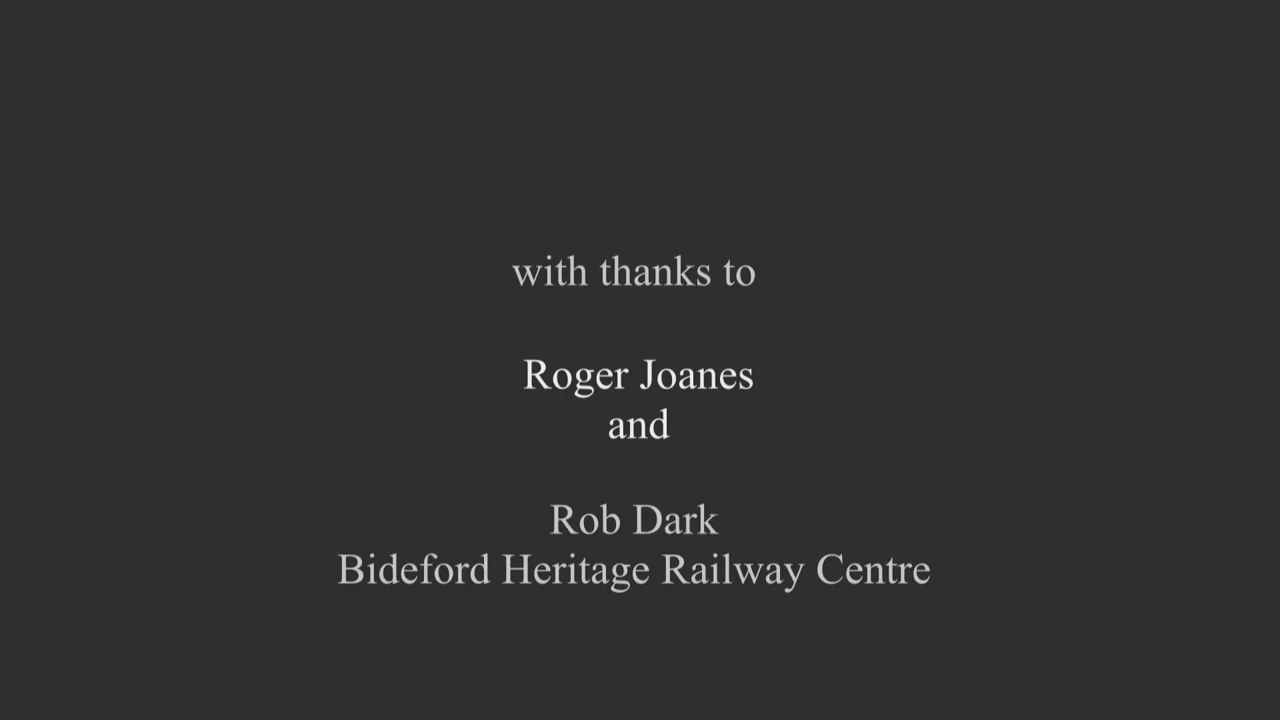 with thanks to
Roger Joanes
and
Rob Dark
Bideford Heritage Railway Centre